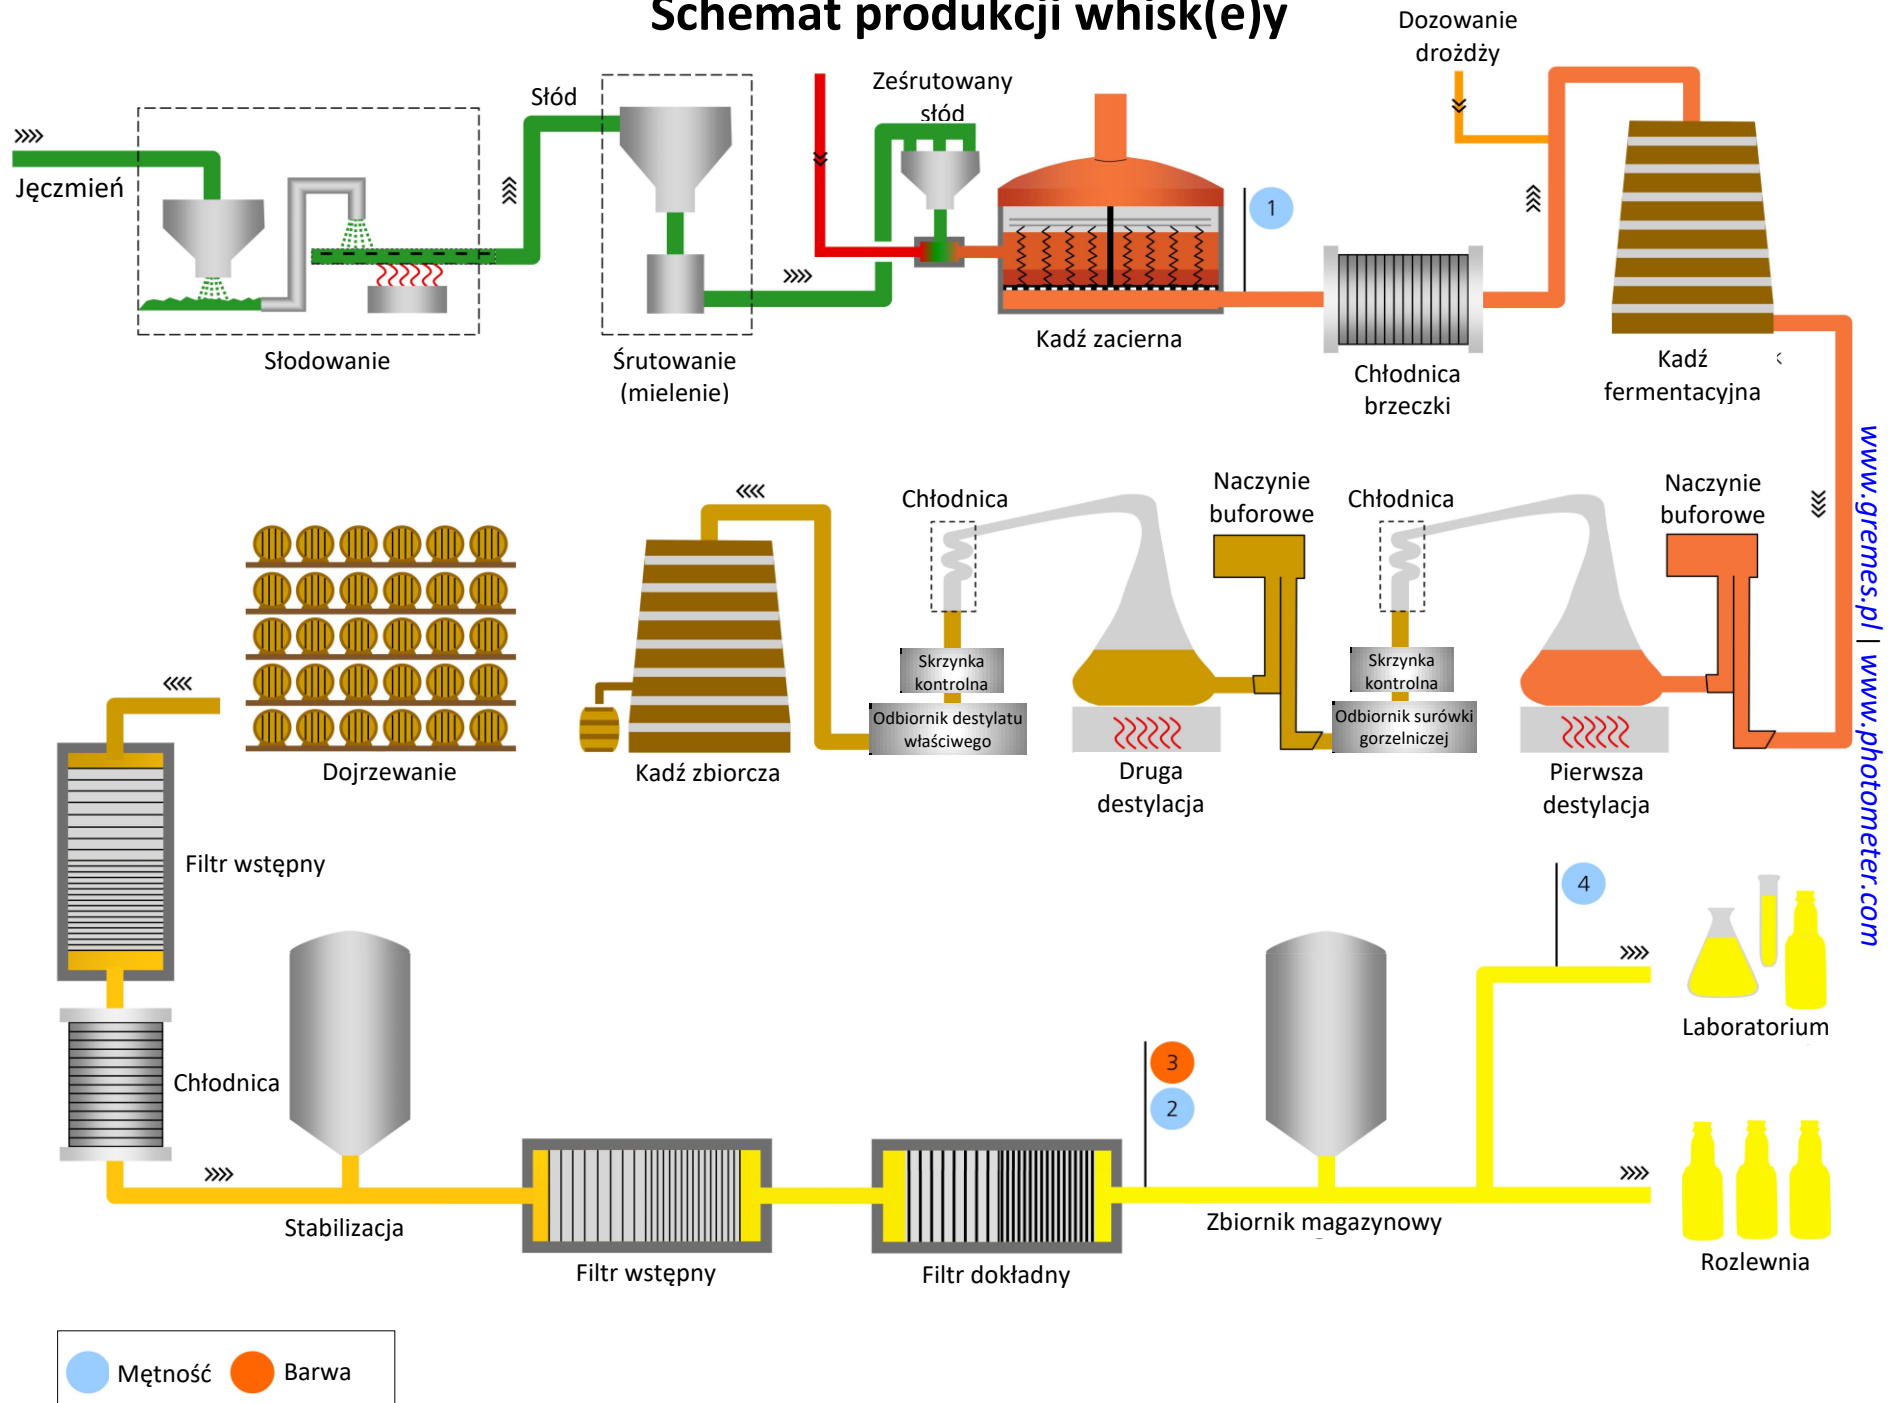 Schemat produkcji whisk(e)y
Dozowanie
drożdży
Ześrutowany
słód
Słód
Jęczmień
1
Słodowanie
Śrutowanie
(mielenie)
Kadź zacierna
Chłodnica
brzeczki
Kadź
fermentacyjna
www.gremes.pl | www.photometer.com
Chłodnica
Naczynie
buforowe
Chłodnica
Naczynie
buforowe
Skrzynka
kontrolna
Skrzynka
kontrolna
Odbiornik destylatu
właściwego
Odbiornik surówki
gorzelniczej
Dojrzewanie
Kadź zbiorcza
Druga
destylacja
Pierwsza
destylacja
Filtr wstępny
4
Laboratorium
Chłodnica
3
2
Stabilizacja
Zbiornik magazynowy
Filtr wstępny
Filtr dokładny
Rozlewnia
Mętność
Barwa